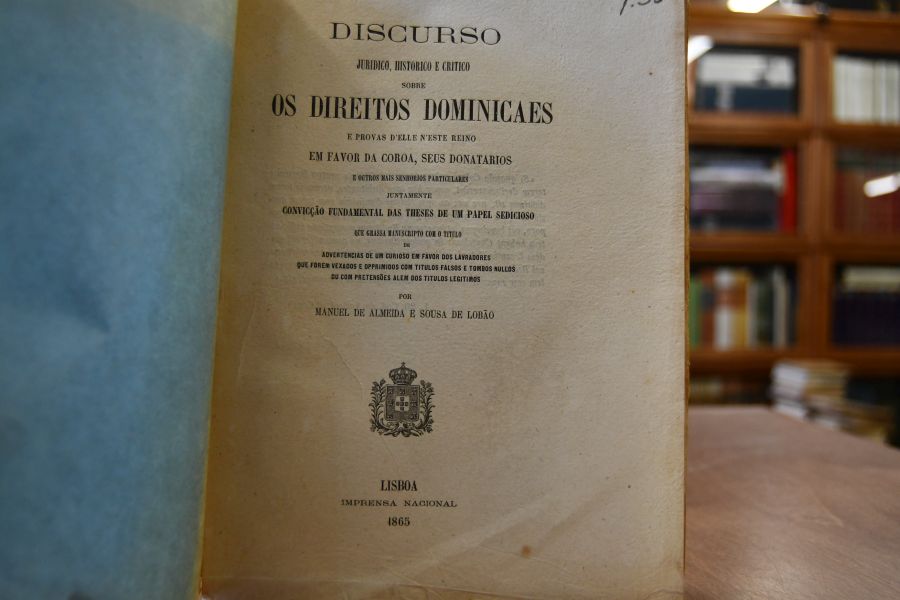 DISCURSO
JURIDICO, HISTORICO E CRITICO
SOBRE
OS DIREITOS DOMINICAES
E PROVAS D'ELLE N'ESTE REINO
EM FAVOR DA COROA, SEUS DONATARIOS
E OUTROS MAIS SENHORIOS PARTICULARES
JUNTAMENTE
CONVICÇÃO FUNDAMENTAL DAS THESES DE UM PAPEL SEDICIOSO
QUE GRASSA MANUSCRIPTO COM O TITULO
DE
ADVERTENCIAS DE UM CURIOSO EM FAVOR DOS LAVRADORES
QUE FOREM VEXADOS E OPPRIMIDOS COM TITULOS FALSOS E TOMBOS NULLOS
OU COM PRETENSÕES ALEM DOS TITULOS LEGITIMOS
POR
MANUEL DE ALMEIDA E SOUSA DE LOBÃO
LISBOA
IMPRENSA NACIONAL
1865